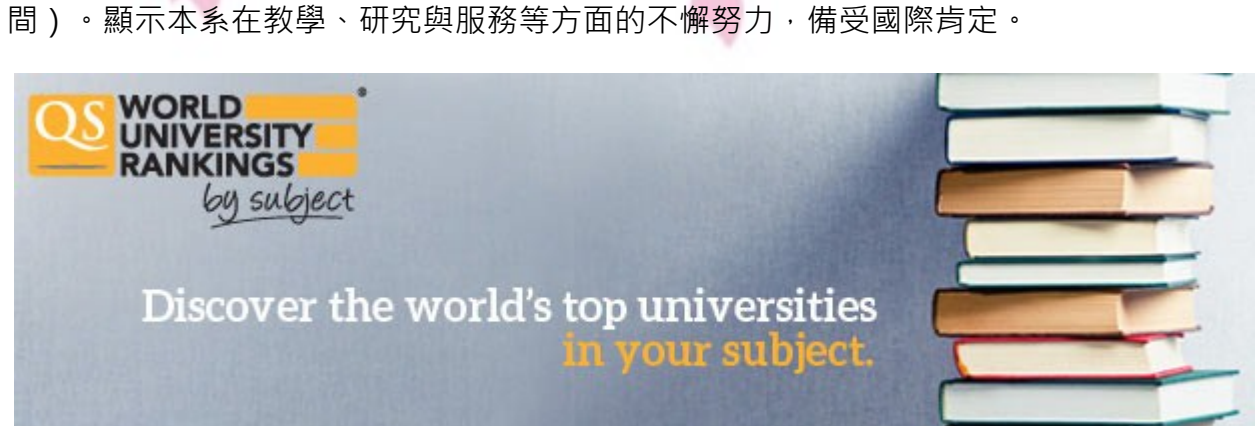 間）。顯示本系在教學、研究與服務等方面的不懈努力，備受國際肯定。
QS WORLD
UNIVERSITY
RANKINGS
by subject
Discover the world's top universities
in your subject.